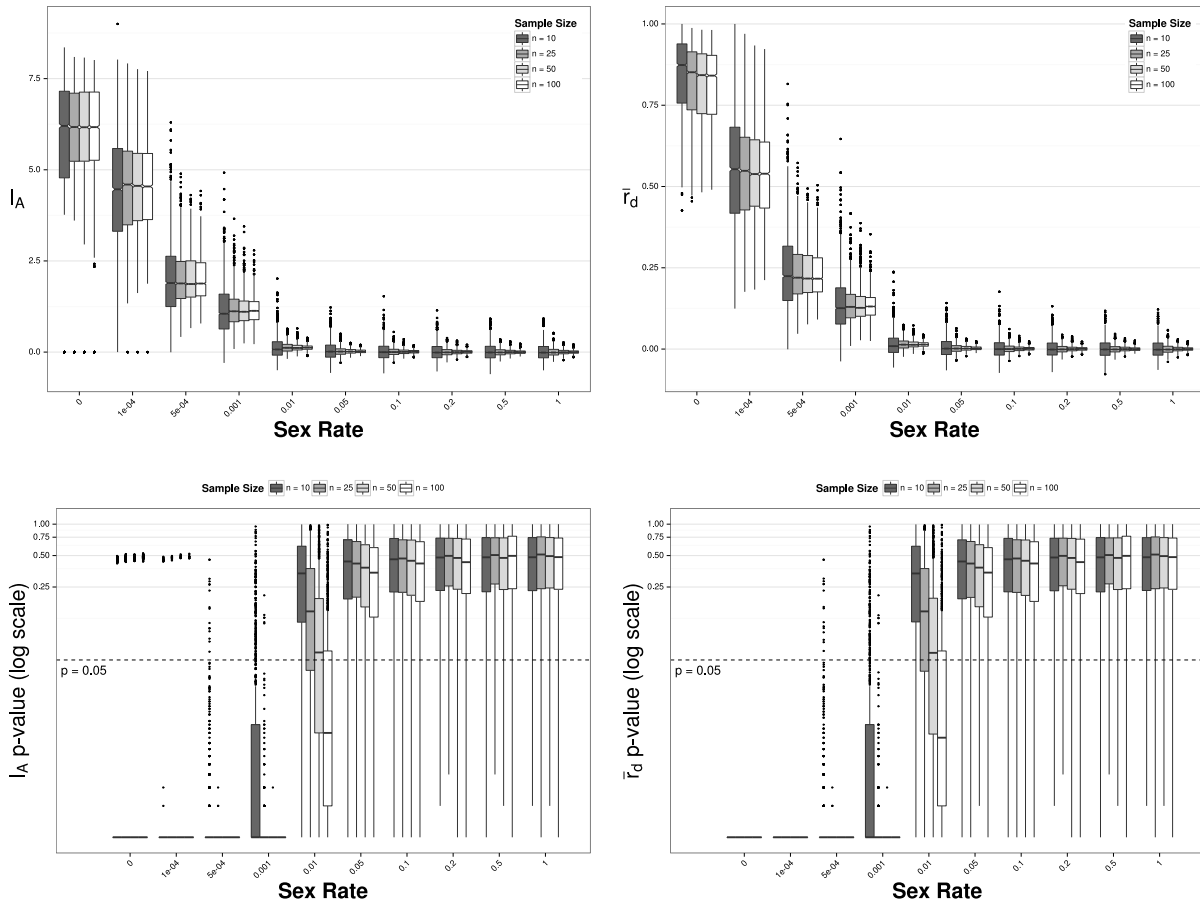 Sample Size
n = 10
n = 25
n = 50
n = 100
7.5
5.0
2.5
0.0
I_A
0 1e-04 5e-04 0.001 0.01 0.05 0.1 0.2 0.5 1
Sex Rate
Sample Size
n = 10
n = 25
n = 50
n = 100
1.00
0.75
0.50
0.25
0.00
r̄_d
0 1e-04 5e-04 0.001 0.01 0.05 0.1 0.2 0.5 1
Sex Rate
Sample Size n = 10 n = 25 n = 50 n = 100
1.00
0.75
0.50
0.25
p = 0.05
I_A p-value (log scale)
0 1e-04 5e-04 0.001 0.01 0.05 0.1 0.2 0.5 1
Sex Rate
Sample Size n = 10 n = 25 n = 50 n = 100
1.00
0.75
0.50
0.25
p = 0.05
r̄_d p-value (log scale)
0 1e-04 5e-04 0.001 0.01 0.05 0.1 0.2 0.5 1
Sex Rate